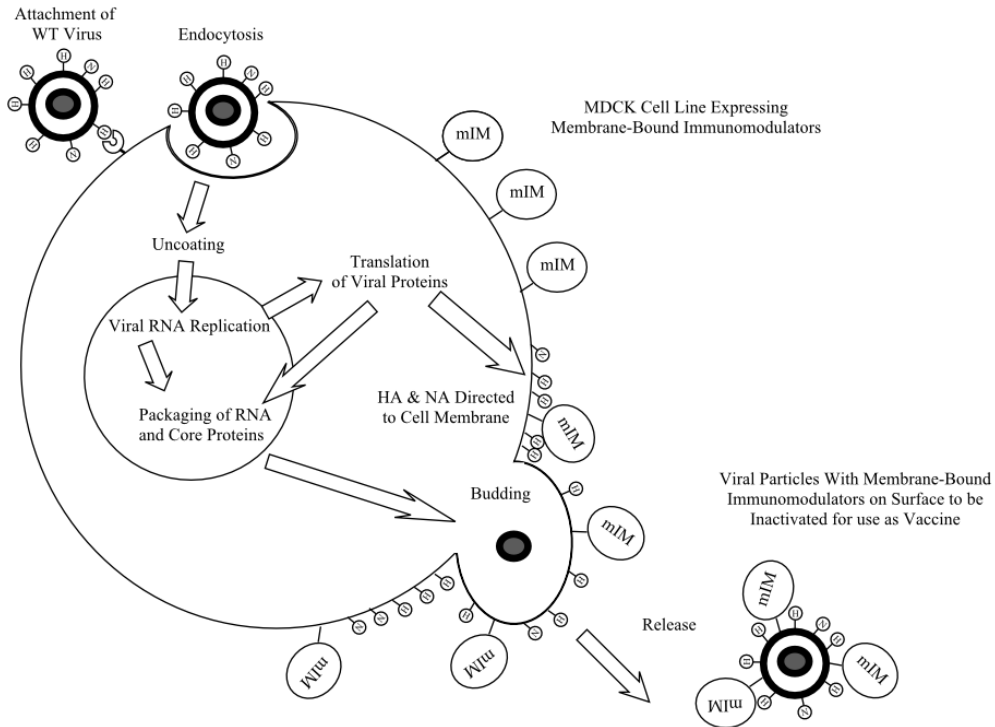 Attachment of
WT Virus
Endocytosis
H
H
N
H
H
H
H
N
H
H
N
H
H
H
H
N
MDCK Cell Line Expressing
Membrane-Bound Immunomodulators
mIM
mIM
mIM
Uncoating
Translation
of Viral Proteins
Viral RNA Replication
Packaging of RNA
and Core Proteins
HA & NA Directed
to Cell Membrane
N
H
H
mIM
H
H
Budding
H
mIM
H
H
N
mIM
H
H
H
H
N
N
mIM
Release
Viral Particles With Membrane-Bound
Immunomodulators on Surface to be
Inactivated for use as Vaccine
mIM
H
H
N
H
H
mIM
H
H
N
mIM